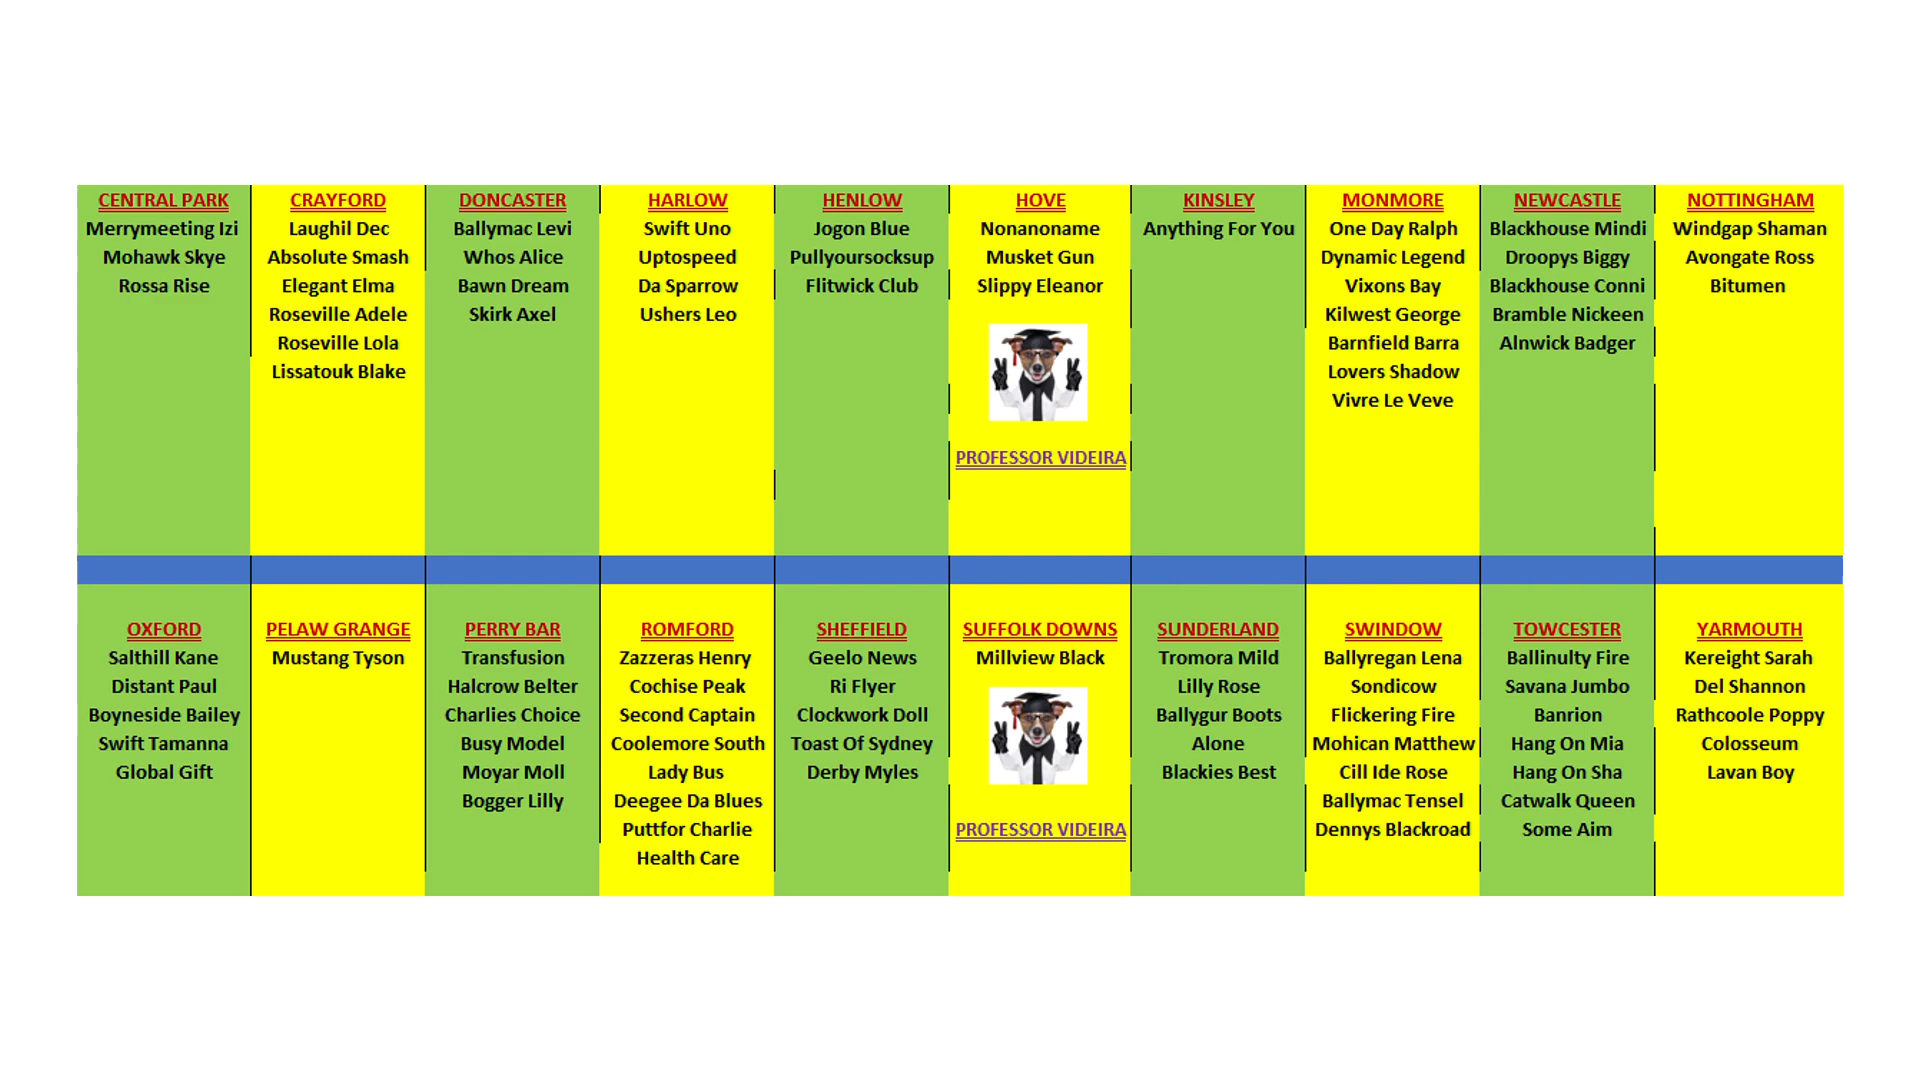 CENTRAL PARK
Merrymeeting Izi
Mohawk Skye
Rossa Rise
CRAYFORD
Laughil Dec
Absolute Smash
Elegant Elma
Roseville Adele
Roseville Lola
Lissatouk Blake
DONCASTER
Ballymac Levi
Whos Alice
Bawn Dream
Skirk Axel
HARLOW
Swift Uno
Uptospeed
Da Sparrow
Ushers Leo
HENLOW
Jogon Blue
Pullyoursocksup
Flitwick Club
HOVE
Nonanoname
Musket Gun
Slippy Eleanor
PROFESSOR VIDEIRA
KINSLEY
Anything For You
MONMORE
One Day Ralph
Dynamic Legend
Vixons Bay
Kilwest George
Barnfield Barra
Lovers Shadow
Vivre Le Veve
NEWCASTLE
Blackhouse Mindi
Droopys Biggy
Blackhouse Conni
Bramble Nickeen
Alnwick Badger
NOTTINGHAM
Windgap Shaman
Avongate Ross
Bitumen
OXFORD
Salthill Kane
Distant Paul
Boyneside Bailey
Swift Tamanna
Global Gift
PELAW GRANGE
Mustang Tyson
PERRY BAR
Transfusion
Halcrow Belter
Charlies Choice
Busy Model
Moyar Moll
Bogger Lilly
ROMFORD
Zazzeras Henry
Cochise Peak
Second Captain
Coolemore South
Lady Bus
Deegee Da Blues
Puttfor Charlie
Health Care
SHEFFIELD
Geelo News
Ri Flyer
Clockwork Doll
Toast Of Sydney
Derby Myles
SUFFOLK DOWNS
Millview Black
PROFESSOR VIDEIRA
SUNDERLAND
Tromora Mild
Lilly Rose
Ballygur Boots
Alone
Blackies Best
SWINDOW
Ballyregan Lena
Sondicow
Flickering Fire
Mohican Matthew
Cill Ide Rose
Ballymac Tensel
Dennys Blackroad
TOWCESTER
Ballinulty Fire
Savana Jumbo
Banrion
Hang On Mia
Hang On Sha
Catwalk Queen
Some Aim
YARMOUTH
Kereight Sarah
Del Shannon
Rathcoole Poppy
Colosseum
Lavan Boy